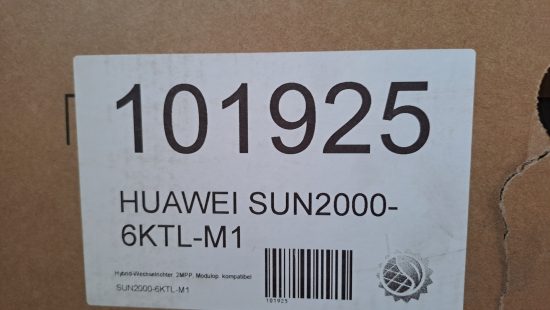 101925
HUAWEI SUN2000-
6KTL-M1
Hybrid-Wechselrichter, 2MPP, Modulop. kompatibel
SUN2000-6KTL-M1
101925